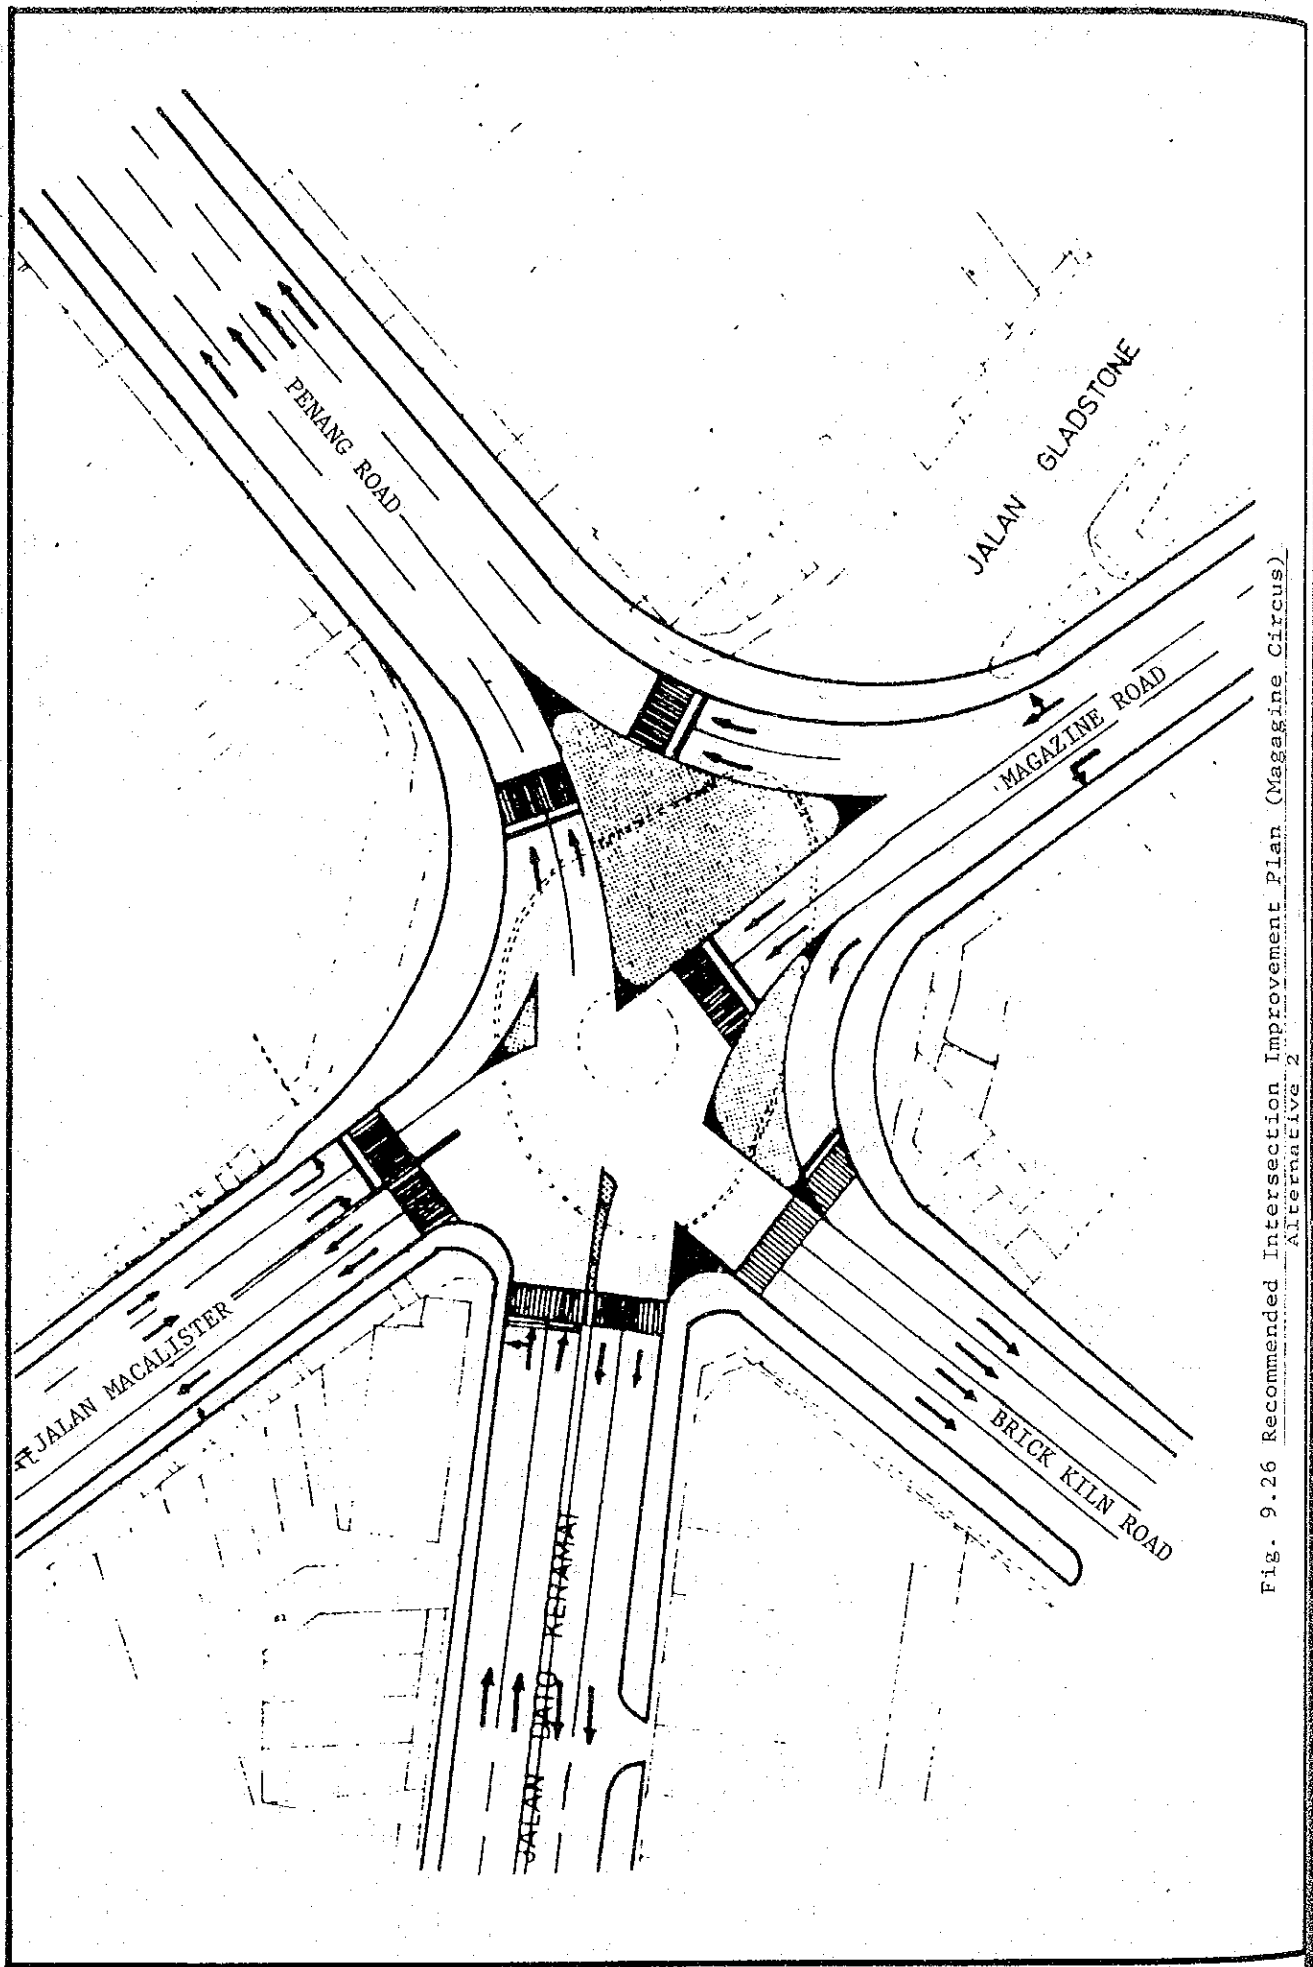 PENANG ROAD
JALAN GLADSTONE
MAGAZINE ROAD
JALAN MACALISTER
JALAN DATO KERAMAT
BRICK KILN ROAD
Fig. 9.26 Recommended Intersection Improvement Plan (Magagine Circus)
Alternative 2